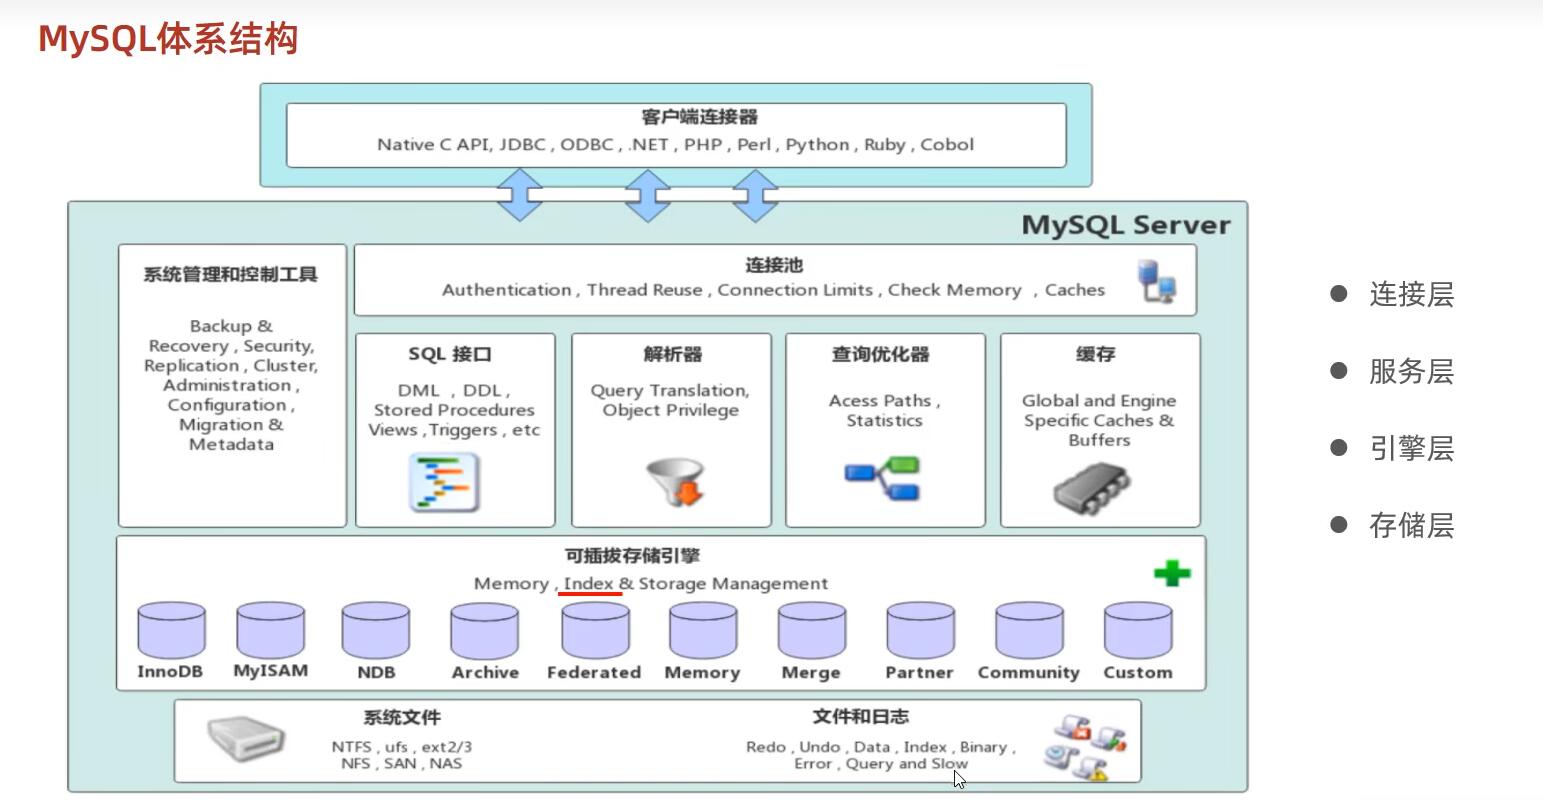 MySQL体系结构
客户端连接器
Native C API, JDBC , ODBC , .NET , PHP , Perl , Python , Ruby , Cobol
MySQL Server
系统管理和控制工具
Backup &
Recovery , Security,
Replication , Cluster,
Administration ,
Configuration ,
Migration &
Metadata
连接池
Authentication , Thread Reuse , Connection Limits , Check Memory , Caches
SQL 接口
DML , DDL ,
Stored Procedures
Views ,Triggers , etc
解析器
Query Translation,
Object Privilege
查询优化器
Acess Paths ,
Statistics
缓存
Global and Engine
Specific Caches &
Buffers
可插拔存储引擎
Memory , Index & Storage Management
InnoDB
MyISAM
NDB
Archive
Federated
Memory
Merge
Partner
Community
Custom
系统文件
NTFS , ufs , ext2/3
NFS , SAN , NAS
文件和日志
Redo , Undo , Data , Index , Binary ,
Error , Query and Slow
● 连接层
● 服务层
● 引擎层
● 存储层